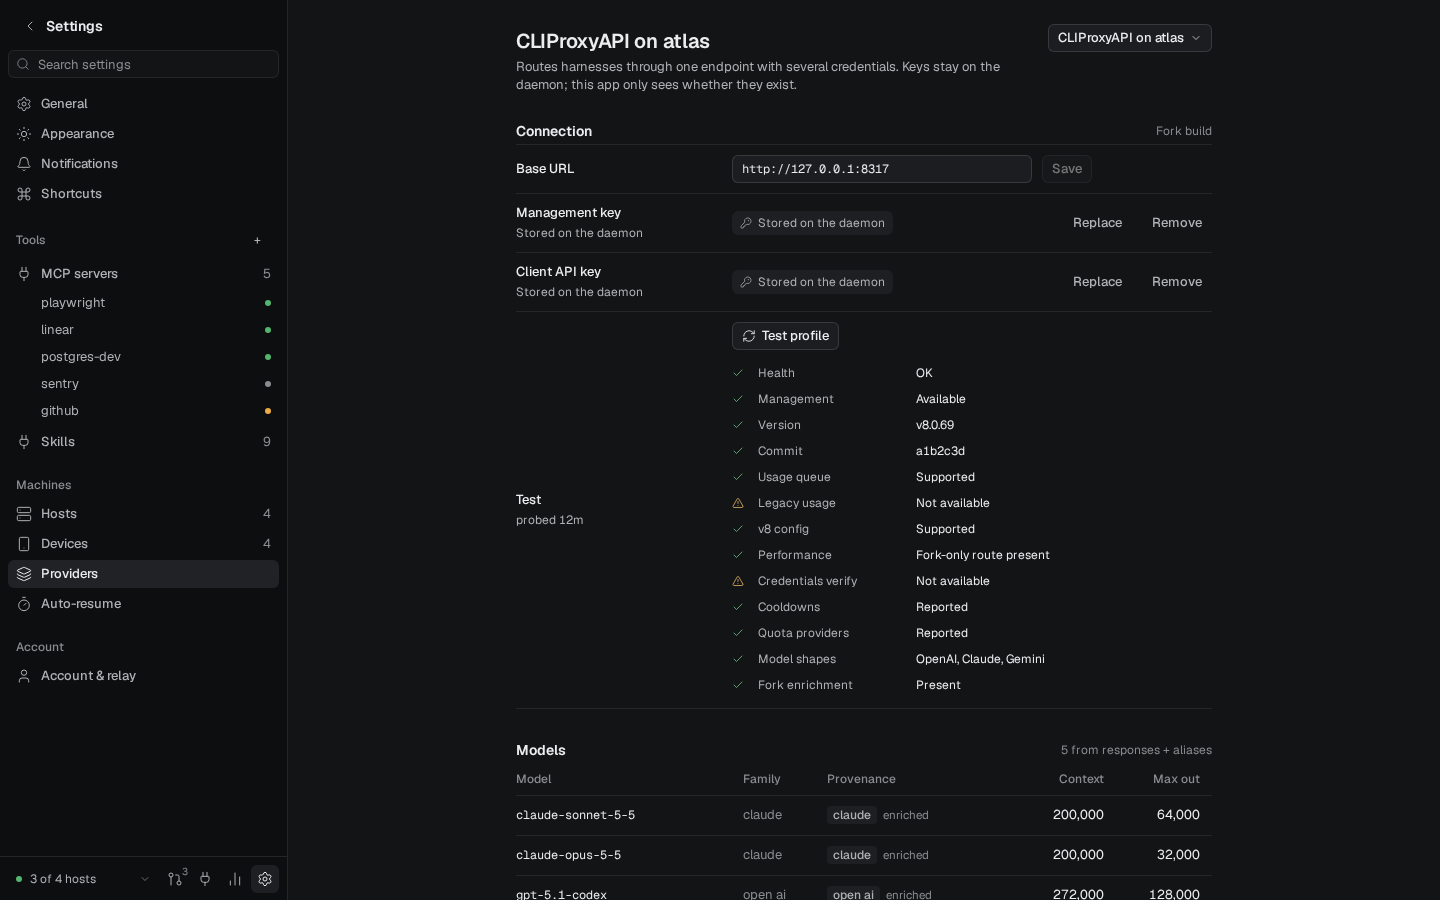 Settings
Search settings
General
Appearance
Notifications
Shortcuts
Tools +
MCP servers 5
playwright
linear
postgres-dev
sentry
github
Skills 9
Machines
Hosts 4
Devices 4
Providers
Auto-resume
Account
Account & relay
3 of 4 hosts 3
CLIProxyAPI on atlas
CLIProxyAPI on atlas
Routes harnesses through one endpoint with several credentials. Keys stay on the
daemon; this app only sees whether they exist.
Connection Fork build
Base URL http://127.0.0.1:8317 Save
Management key
Stored on the daemon Stored on the daemon Replace Remove
Client API key
Stored on the daemon Stored on the daemon Replace Remove
Test profile
Health OK
Management Available
Version v8.0.69
Commit a1b2c3d
Usage queue Supported
Test
probed 12m
Legacy usage Not available
v8 config Supported
Performance Fork-only route present
Credentials verify Not available
Cooldowns Reported
Quota providers Reported
Model shapes OpenAI, Claude, Gemini
Fork enrichment Present
Models 5 from responses + aliases
Model Family Provenance Context Max out
claude-sonnet-5-5 claude claude enriched 200,000 64,000
claude-opus-5-5 claude claude enriched 200,000 32,000
gpt-5.1-codex open ai open ai enriched 272,000 128,000